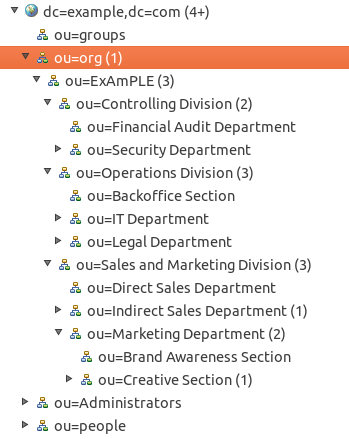 dc=example,dc=com (4+)
ou=groups
ou=org (1)
ou=ExAmPLE (3)
ou=Controlling Division (2)
ou=Financial Audit Department
ou=Security Department
ou=Operations Division (3)
ou=Backoffice Section
ou=IT Department
ou=Legal Department
ou=Sales and Marketing Division (3)
ou=Direct Sales Department
ou=Indirect Sales Department (1)
ou=Marketing Department (2)
ou=Brand Awareness Section
ou=Creative Section (1)
ou=Administrators
ou=people